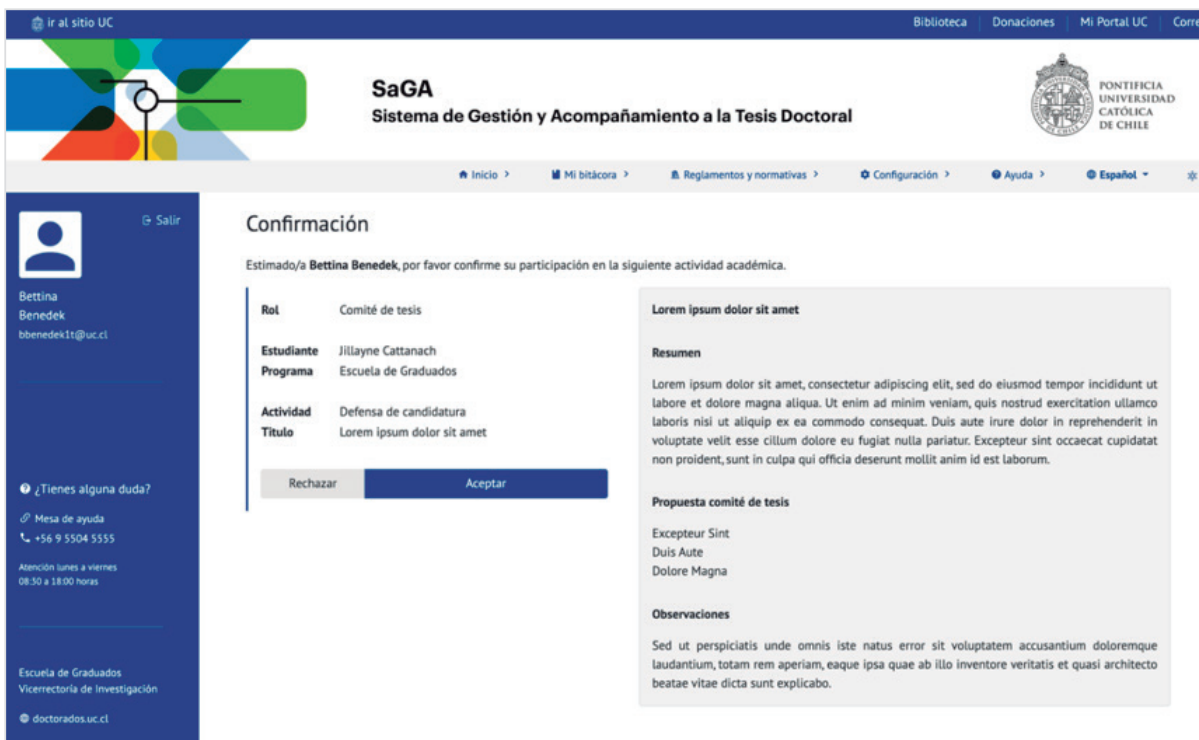 ir al sitio UC
Biblioteca
Donaciones
Mi Portal UC
Corre
SaGA
Sistema de Gestión y Acompañamiento a la Tesis Doctoral
PONTIFICIA
UNIVERSIDAD
CATÓLICA
DE CHILE
Inicio >
Mi bitácora >
Reglamentos y normativas >
Configuración >
Ayuda >
Español
Salir
Bettina
Benedek
bbenedek1t@uc.cl
¿Tienes alguna duda?
Mesa de ayuda
+56 9 5504 5555
Atención lunes a viernes
08:30 a 18:00 horas
Escuela de Graduados
Vicerrectoría de Investigación
doctorados.uc.cl
Confirmación
Estimado/a Bettina Benedek, por favor confirme su participación en la siguiente actividad académica.
Rol Comité de tesis
Estudiante Jillayne Cattanach
Programa Escuela de Graduados
Actividad Defensa de candidatura
Titulo Lorem ipsum dolor sit amet
Rechazar
Aceptar
Lorem ipsum dolor sit amet
Resumen
Lorem ipsum dolor sit amet, consectetur adipiscing elit, sed do eiusmod tempor incididunt ut
labore et dolore magna aliqua. Ut enim ad minim veniam, quis nostrud exercitation ullamco
laboris nisi ut aliquip ex ea commodo consequat. Duis aute irure dolor in reprehenderit in
voluptate velit esse cillum dolore eu fugiat nulla pariatur. Excepteur sint occaecat cupidatat
non proident, sunt in culpa qui officia deserunt mollit anim id est laborum.
Propuesta comité de tesis
Excepteur Sint
Duis Aute
Dolore Magna
Observaciones
Sed ut perspiciatis unde omnis iste natus error sit voluptatem accusantium doloremque
laudantium, totam rem aperiam, eaque ipsa quae ab illo inventore veritatis et quasi architecto
beatae vitae dicta sunt explicabo.